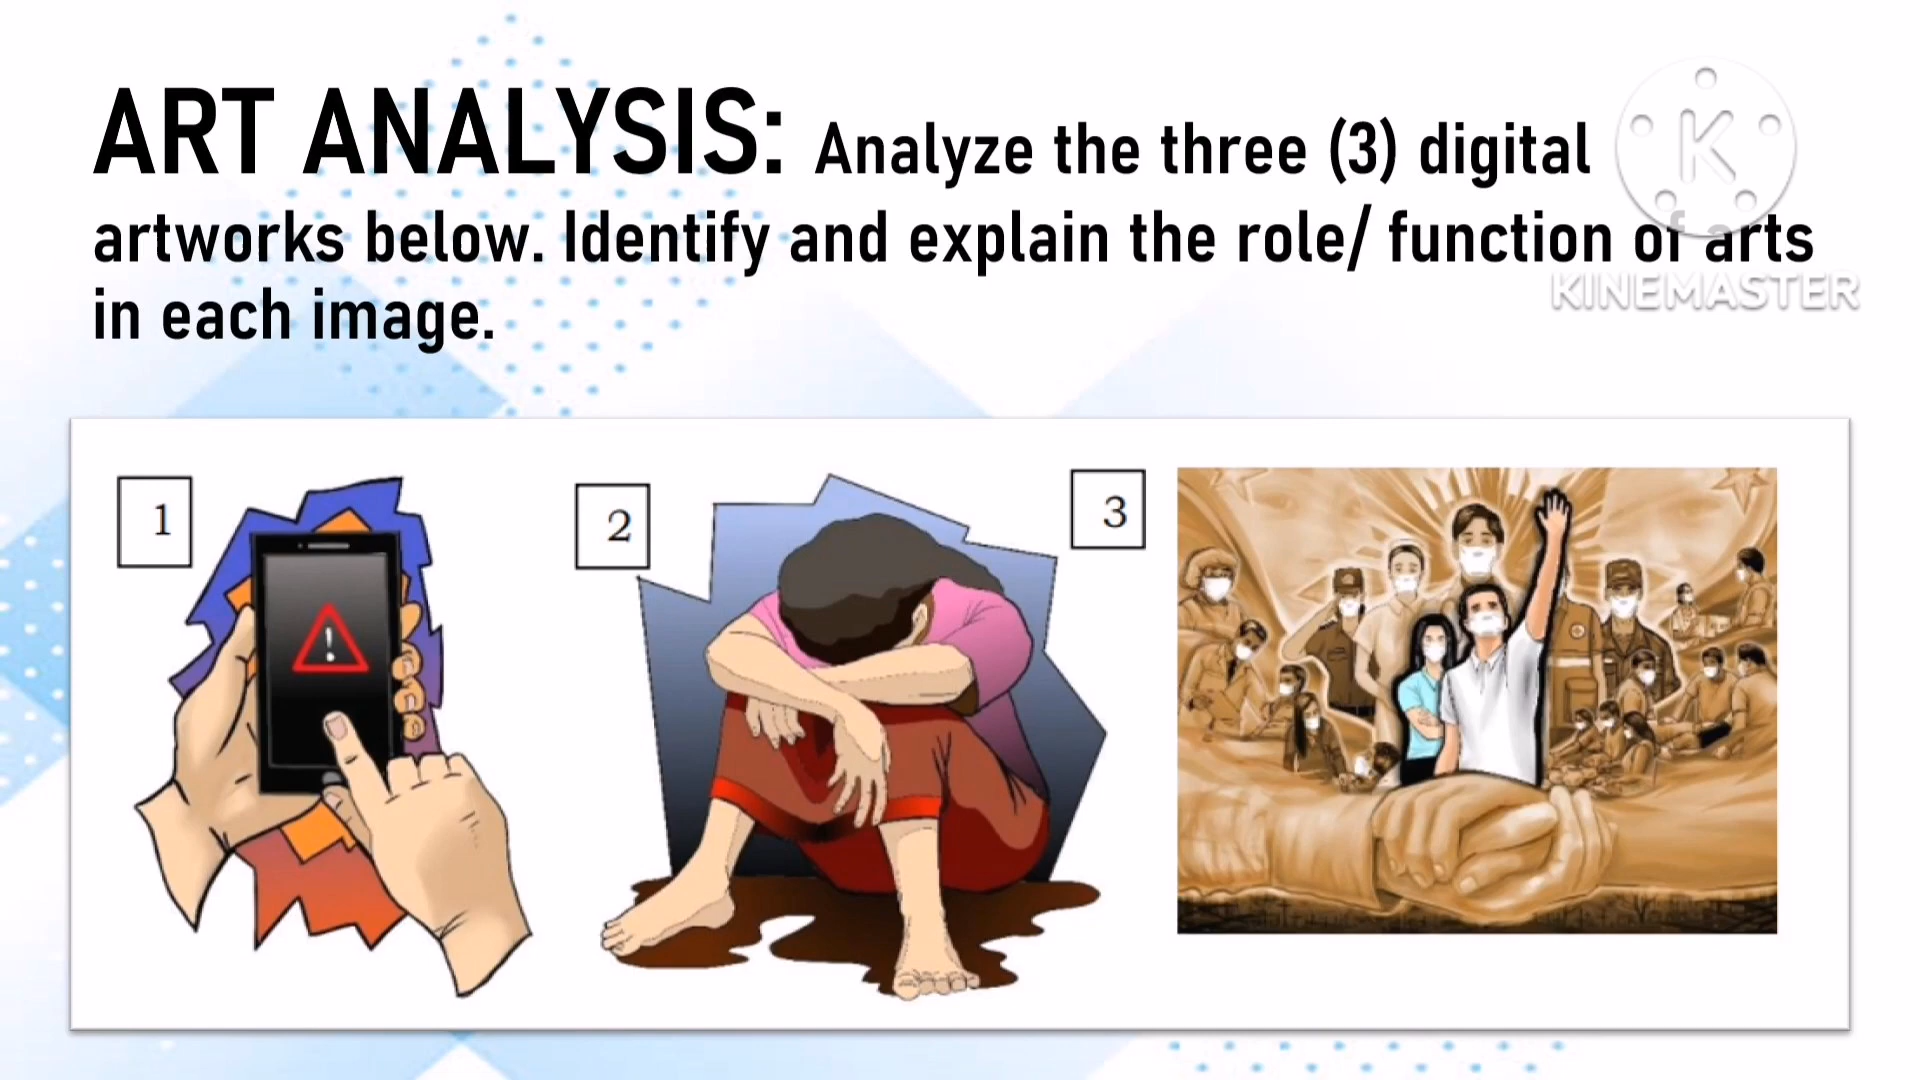 ART ANALYSIS: Analyze the three (3) digital
artworks below. Identify and explain the role/ function of arts
in each image.
K
KINEMASTER
1
2
3
!